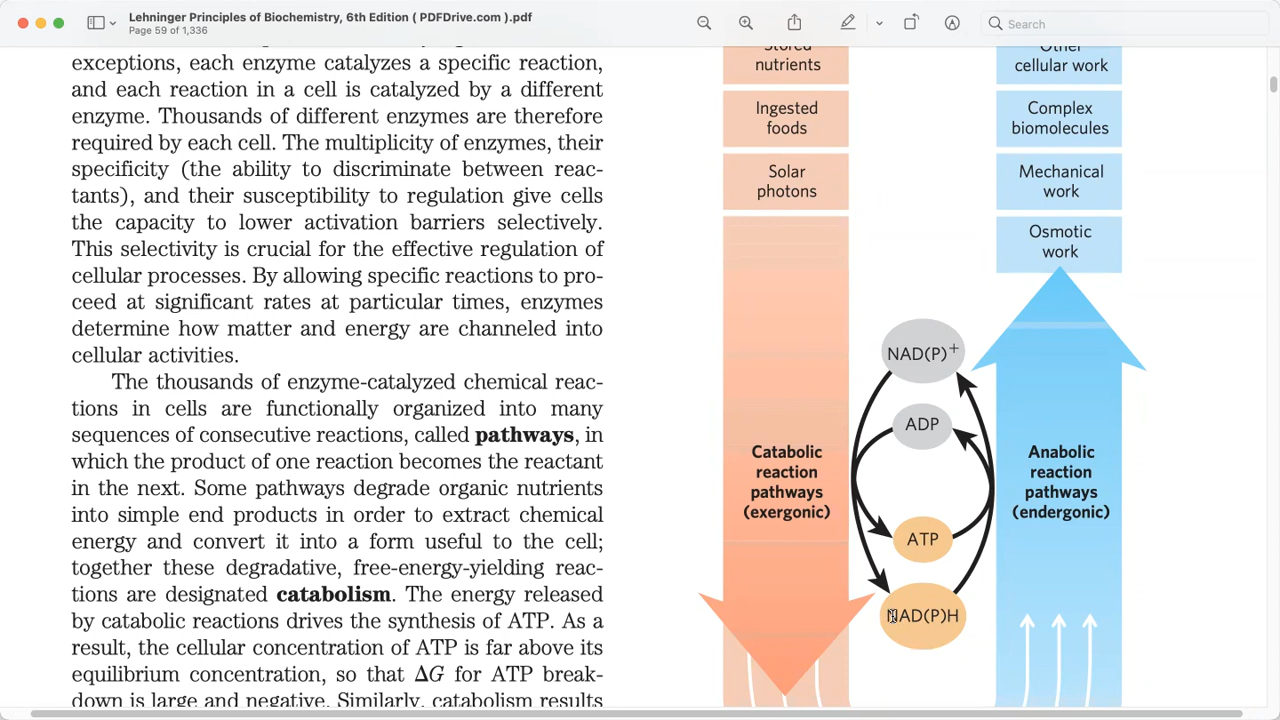 Lehninger Principles of Biochemistry, 6th Edition ( PDFDrive.com ).pdf
Page 59 of 1,336
Search
exceptions, each enzyme catalyzes a specific reaction,
and each reaction in a cell is catalyzed by a different
enzyme. Thousands of different enzymes are therefore
required by each cell. The multiplicity of enzymes, their
specificity (the ability to discriminate between reac-
tants), and their susceptibility to regulation give cells
the capacity to lower activation barriers selectively.
This selectivity is crucial for the effective regulation of
cellular processes. By allowing specific reactions to pro-
ceed at significant rates at particular times, enzymes
determine how matter and energy are channeled into
cellular activities.
The thousands of enzyme-catalyzed chemical reac-
tions in cells are functionally organized into many
sequences of consecutive reactions, called pathways, in
which the product of one reaction becomes the reactant
in the next. Some pathways degrade organic nutrients
into simple end products in order to extract chemical
energy and convert it into a form useful to the cell;
together these degradative, free-energy-yielding reac-
tions are designated catabolism. The energy released
by catabolic reactions drives the synthesis of ATP. As a
result, the cellular concentration of ATP is far above its
equilibrium concentration, so that ΔG for ATP break-
down is large and negative. Similarly, catabolism results
Stored
nutrients
Ingested
foods
Solar
photons
Catabolic
reaction
pathways
(exergonic)
NAD(P)+
ADP
ATP
NAD(P)H
Other
cellular work
Complex
biomolecules
Mechanical
work
Osmotic
work
Anabolic
reaction
pathways
(endergonic)